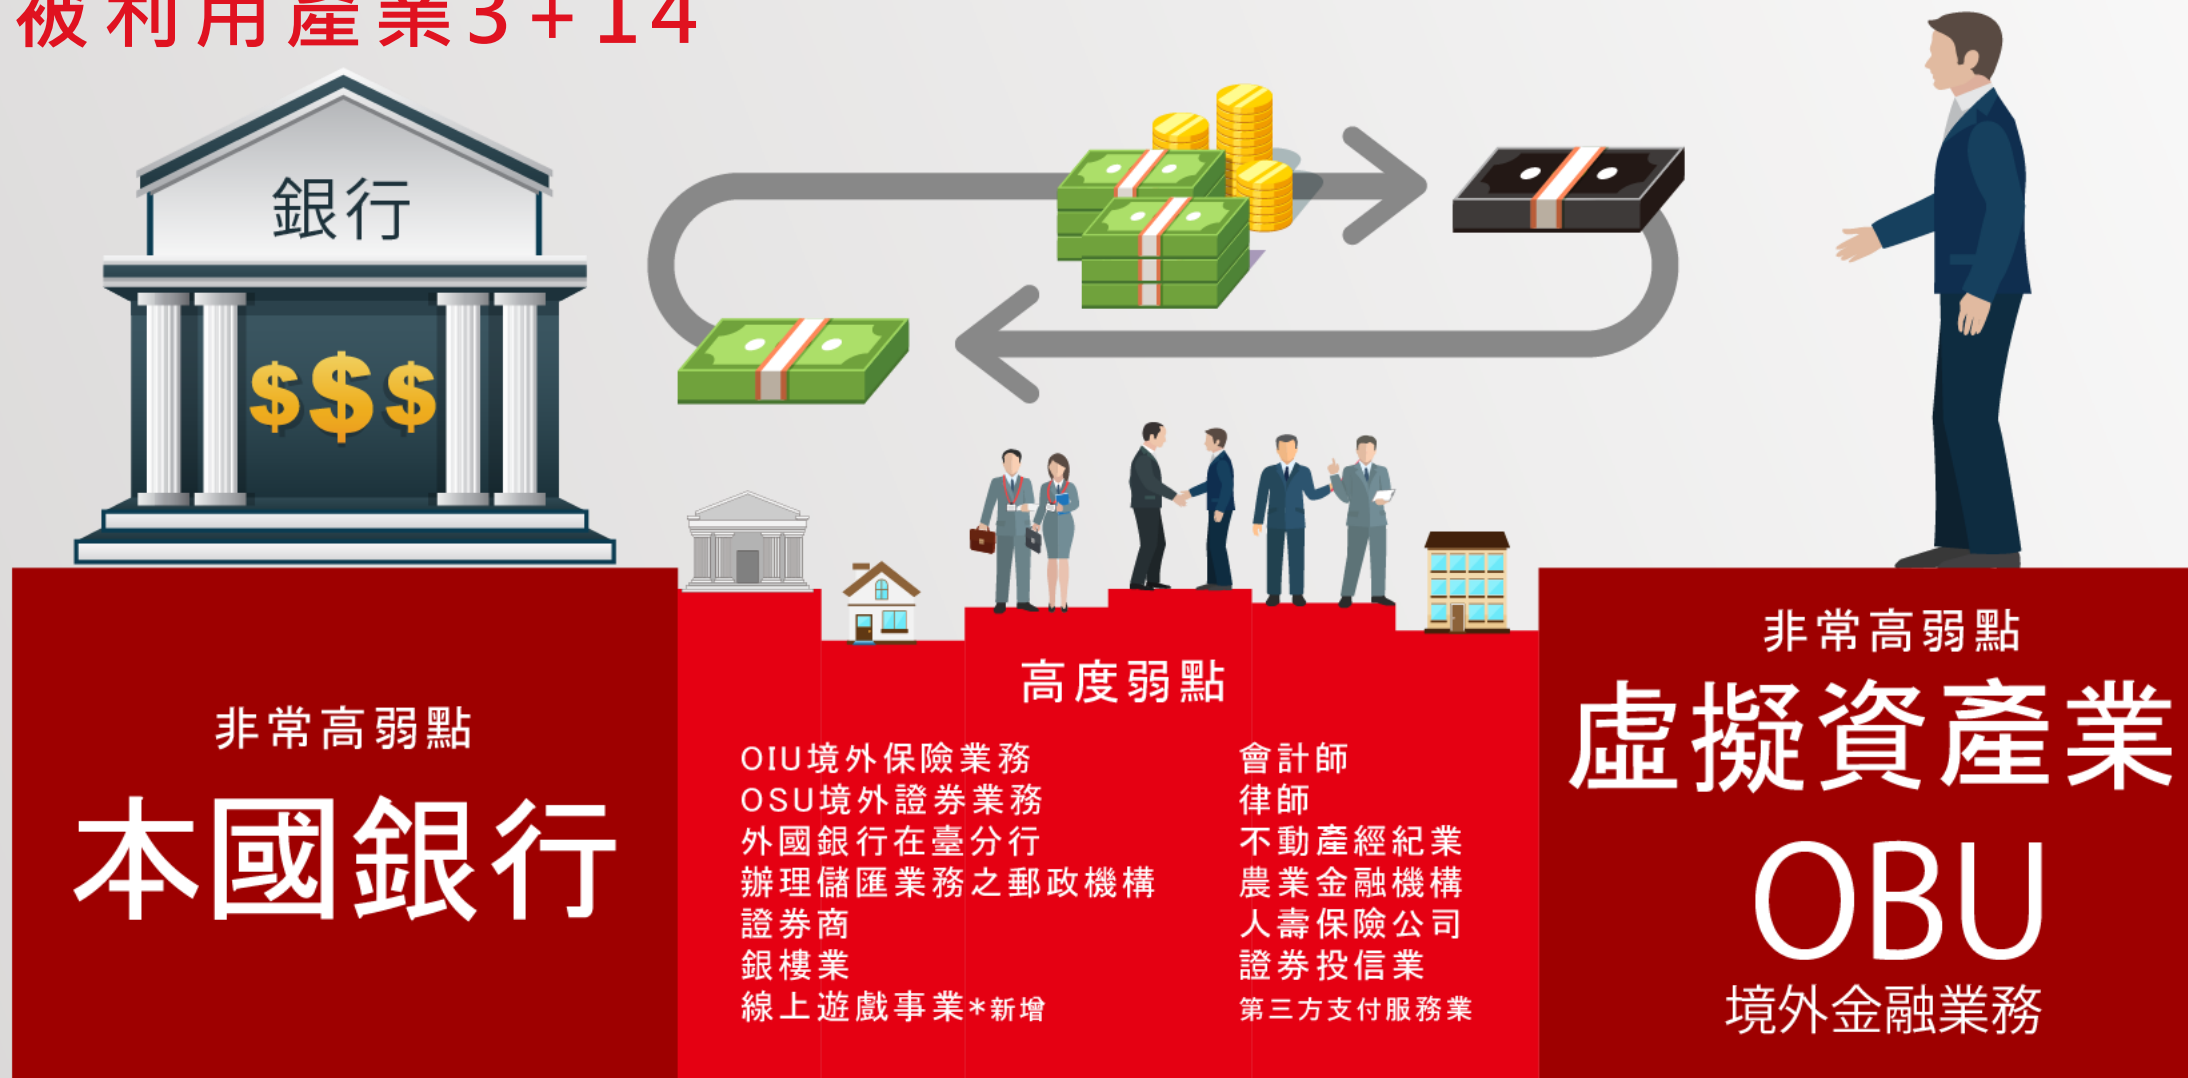 被利用產業3+14
銀行
$$$
非常高弱點
本國銀行
高度弱點
OIU境外保險業務
OSU境外證券業務
外國銀行在臺分行
辦理儲匯業務之郵政機構
證券商
銀樓業
線上遊戲事業*新增
會計師
律師
不動產經紀業
農業金融機構
人壽保險公司
證券投信業
第三方支付服務業
非常高弱點
虛擬資產業
OBU
境外金融業務